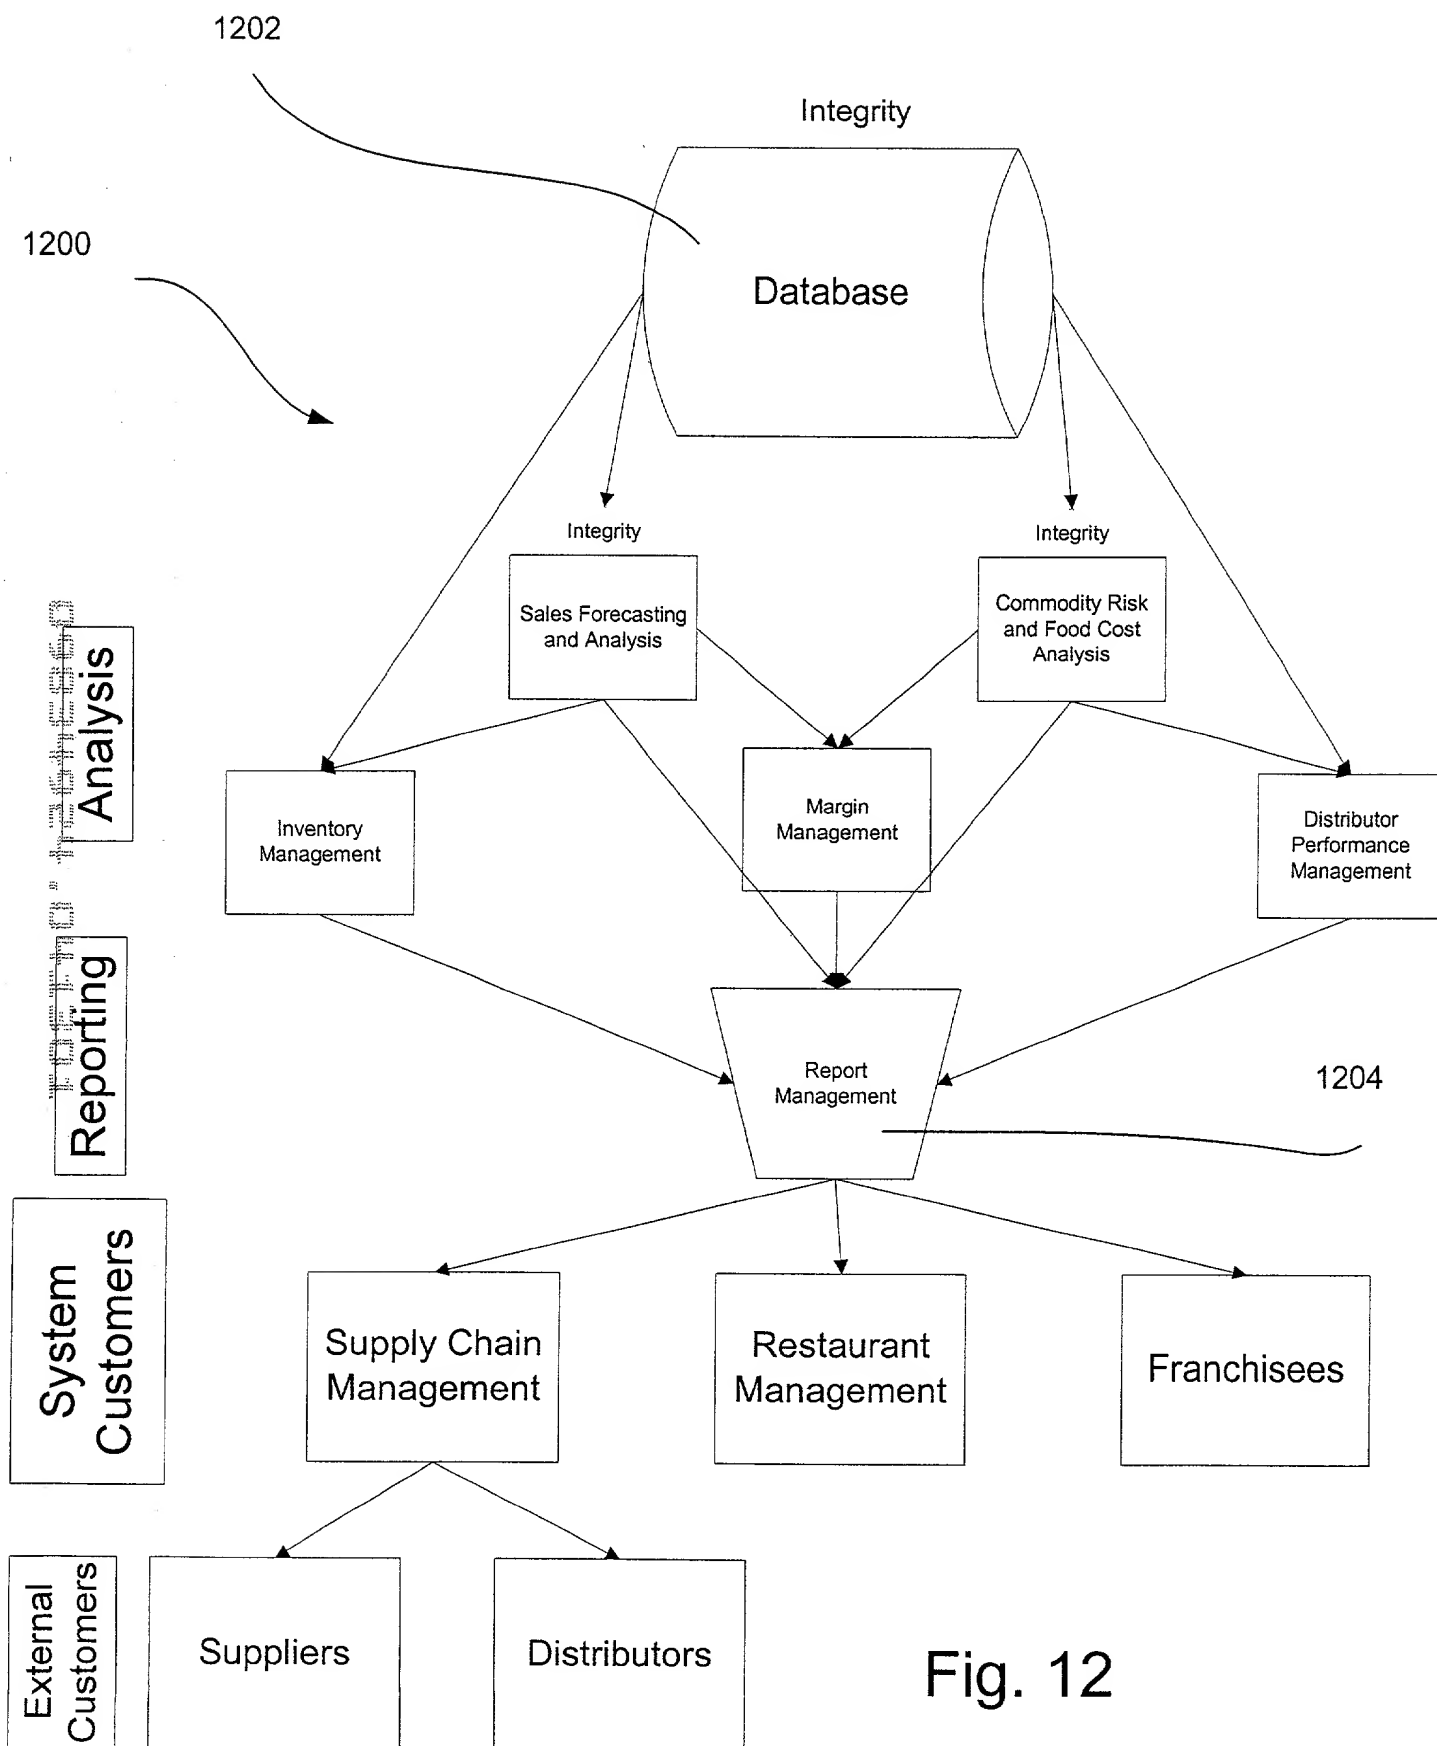 1202
Integrity
1200
Database
Integrity
Integrity
Sales Forecasting
and Analysis
Commodity Risk
and Food Cost
Analysis
Analysis
Inventory
Management
Margin
Management
Distributor
Performance
Management
Reporting
Report
Management
1204
System
Customers
Supply Chain
Management
Restaurant
Management
Franchisees
External
Customers
Suppliers
Distributors
Fig. 12